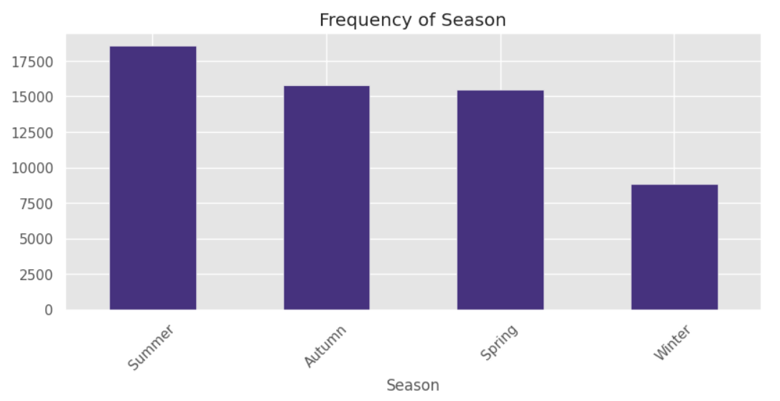 Frequency of Season
17500
15000
12500
10000
7500
5000
2500
0
Summer
Autumn
Spring
Winter
Season